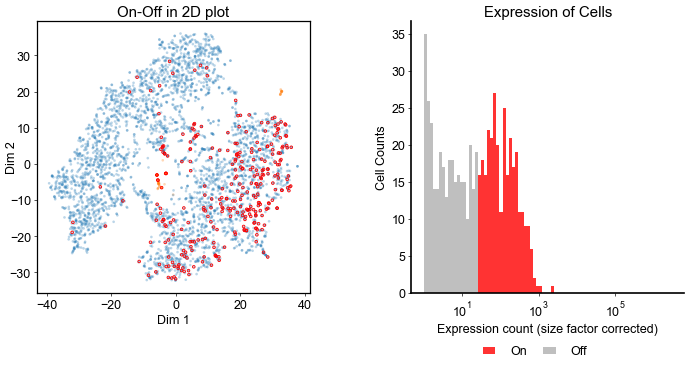 On-Off in 2D plot
Dim 2
30
20
10
0
−10
−20
−30
−40 −20 0 20 40
Dim 1
Expression of Cells
Cell Counts
35
30
25
20
15
10
5
0
10^1 10^3 10^5
Expression count (size factor corrected)
On Off